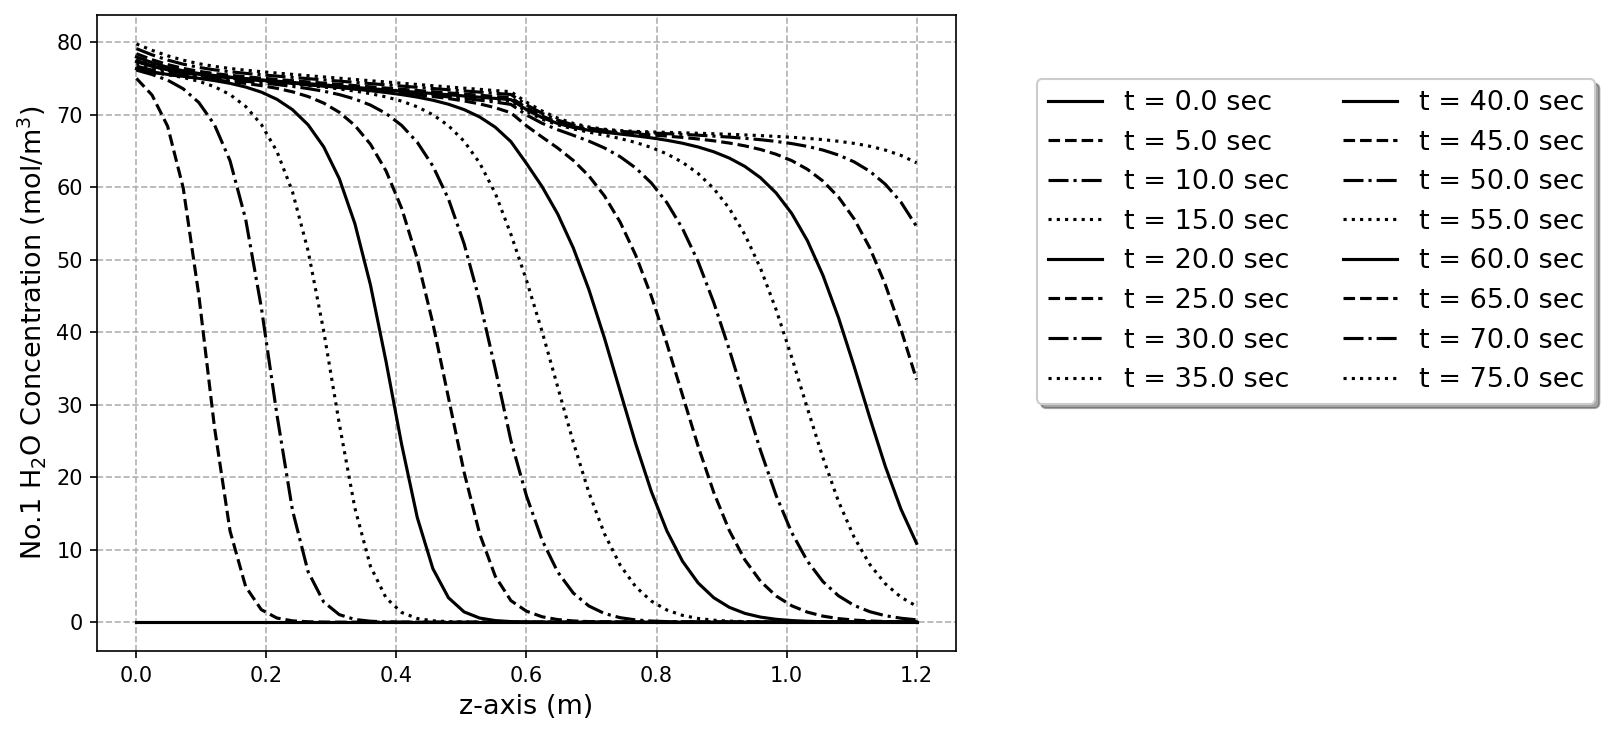 No.1 H₂O Concentration (mol/m³)
80
70
60
50
40
30
20
10
0
0.0 0.2 0.4 0.6 0.8 1.0 1.2
z-axis (m)
t = 0.0 sec
t = 5.0 sec
t = 10.0 sec
t = 15.0 sec
t = 20.0 sec
t = 25.0 sec
t = 30.0 sec
t = 35.0 sec
t = 40.0 sec
t = 45.0 sec
t = 50.0 sec
t = 55.0 sec
t = 60.0 sec
t = 65.0 sec
t = 70.0 sec
t = 75.0 sec